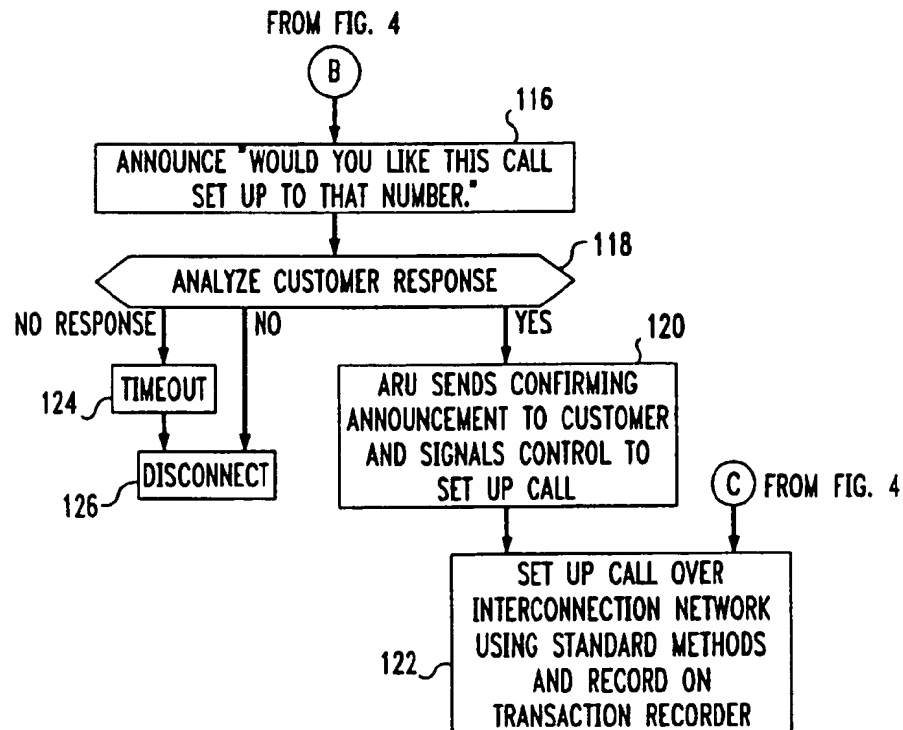 FROM FIG. 4
B
116
ANNOUNCE "WOULD YOU LIKE THIS CALL
SET UP TO THAT NUMBER."
118
ANALYZE CUSTOMER RESPONSE
NO RESPONSE
NO
YES
120
TIMEOUT
124
DISCONNECT
126
ARU SENDS CONFIRMING
ANNOUNCEMENT TO CUSTOMER
AND SIGNALS CONTROL TO
SET UP CALL
C FROM FIG. 4
SET UP CALL OVER
INTERCONNECTION NETWORK
USING STANDARD METHODS
AND RECORD ON
TRANSACTION RECORDER
122